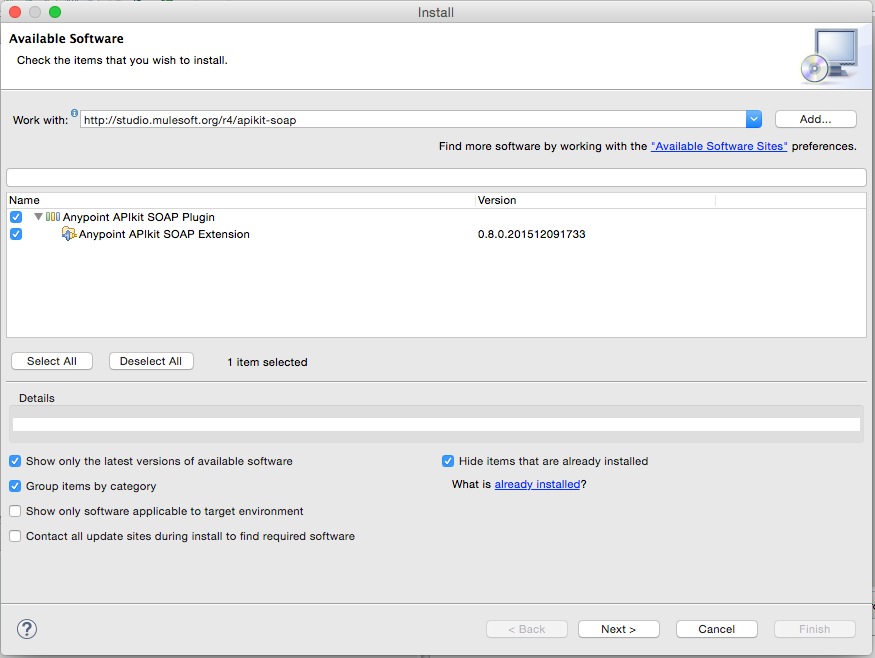 Install
Available Software
Check the items that you wish to install.
Work with: http://studio.mulesoft.org/r4/apikit-soap Add...
Find more software by working with the "Available Software Sites" preferences.
Name Version
Anypoint APIkit SOAP Plugin
Anypoint APIkit SOAP Extension 0.8.0.201512091733
Select All Deselect All 1 item selected
Details
Show only the latest versions of available software Hide items that are already installed
Group items by category What is already installed?
Show only software applicable to target environment
Contact all update sites during install to find required software
? < Back Next > Cancel Finish